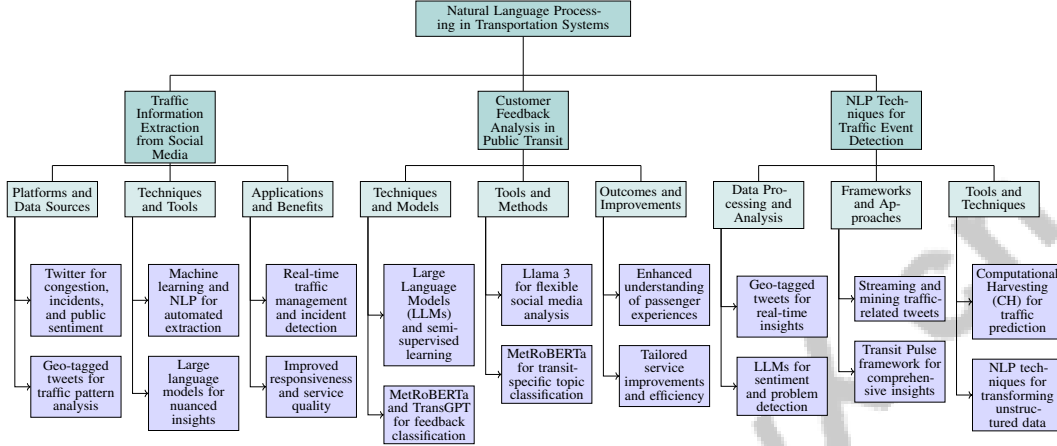 Natural Language Process-
ing in Transportation Systems
Traffic
Information
Extraction
from Social
Media
Customer
Feedback
Analysis in
Public Transit
NLP Tech-
niques for
Traffic Event
Detection
Platforms and
Data Sources
Techniques
and Tools
Applications
and Benefits
Techniques
and Models
Tools and
Methods
Outcomes and
Improvements
Data Pro-
cessing and
Analysis
Frameworks
and Ap-
proaches
Tools and
Techniques
Twitter for
congestion,
incidents,
and public
sentiment
Machine
learning and
NLP for
automated
extraction
Real-time
traffic
management
and incident
detection
Large
Language
Models
(LLMs) and
semi-
supervised
learning
Llama 3
for flexible
social media
analysis
Enhanced
understanding
of passenger
experiences
Geo-tagged
tweets for
real-time
insights
Streaming and
mining traffic-
related tweets
Computational
Harvesting
(CH) for
traffic
prediction
Geo-tagged
tweets for
traffic pattern
analysis
Large
language
models for
nuanced
insights
Improved
responsiveness
and service
quality
MetRoBERTa
and TransGPT
for feedback
classification
MetRoBERTa
for transit-
specific topic
classification
Tailored
service
improvements
and efficiency
LLMs for
sentiment
and problem
detection
Transit Pulse
framework for
comprehen-
sive insights
NLP tech-
niques for
transforming
unstruc-
tured data